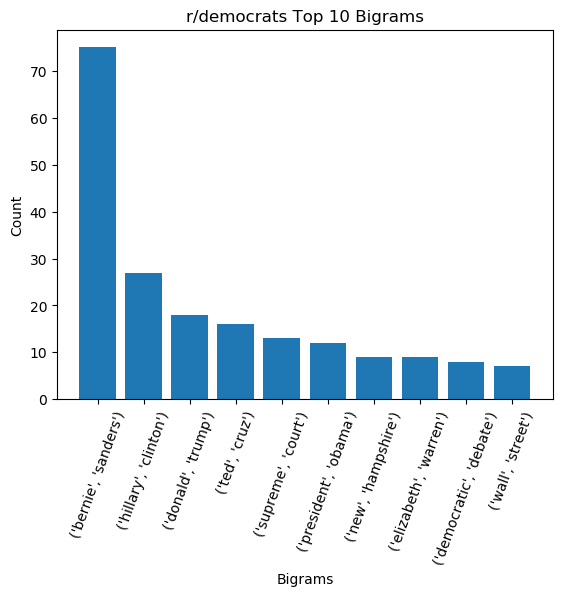 r/democrats Top 10 Bigrams
Count
70
60
50
40
30
20
10
0
('bernie', 'sanders')
('hillary', 'clinton')
('donald', 'trump')
('ted', 'cruz')
('supreme', 'court')
('president', 'obama')
('new', 'hampshire')
('elizabeth', 'warren')
('democratic', 'debate')
('wall', 'street')
Bigrams